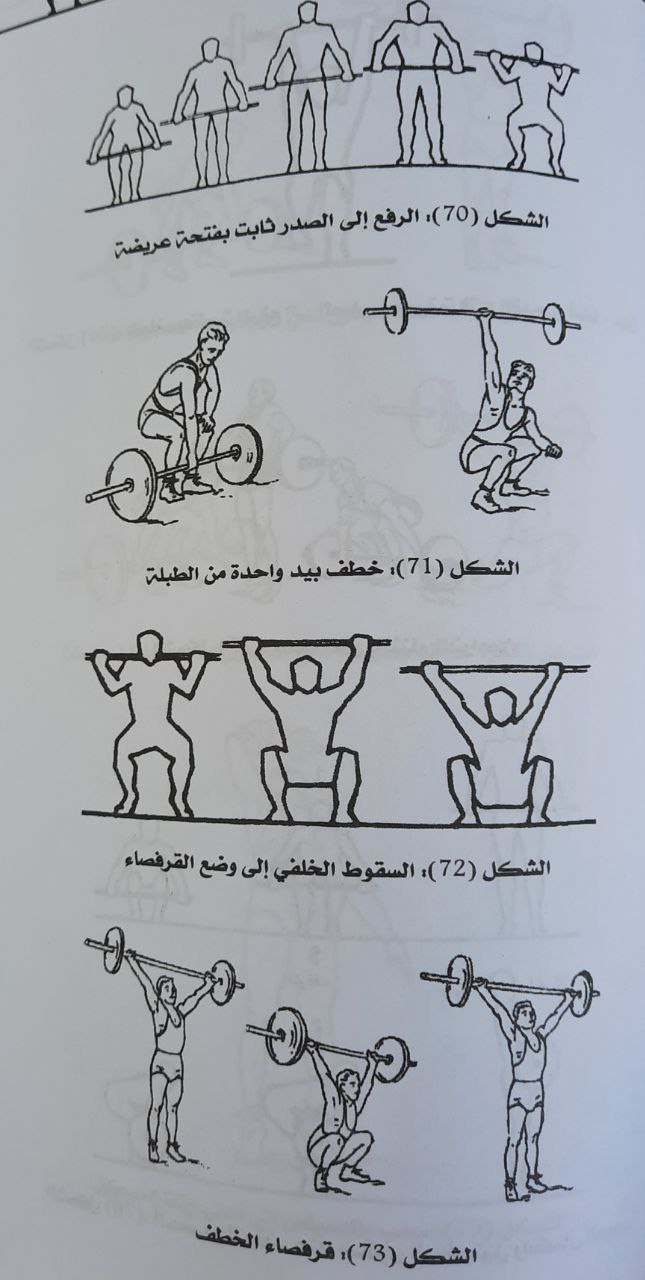 الشكل (70): الرفع إلى الصدر ثابت بفتحة عريضة
الشكل (71): خطف بيد واحدة من الطبلة
الشكل (72): السقوط الخلفي إلى وضع القرفصاء
الشكل (73): قرفصاء الخطف